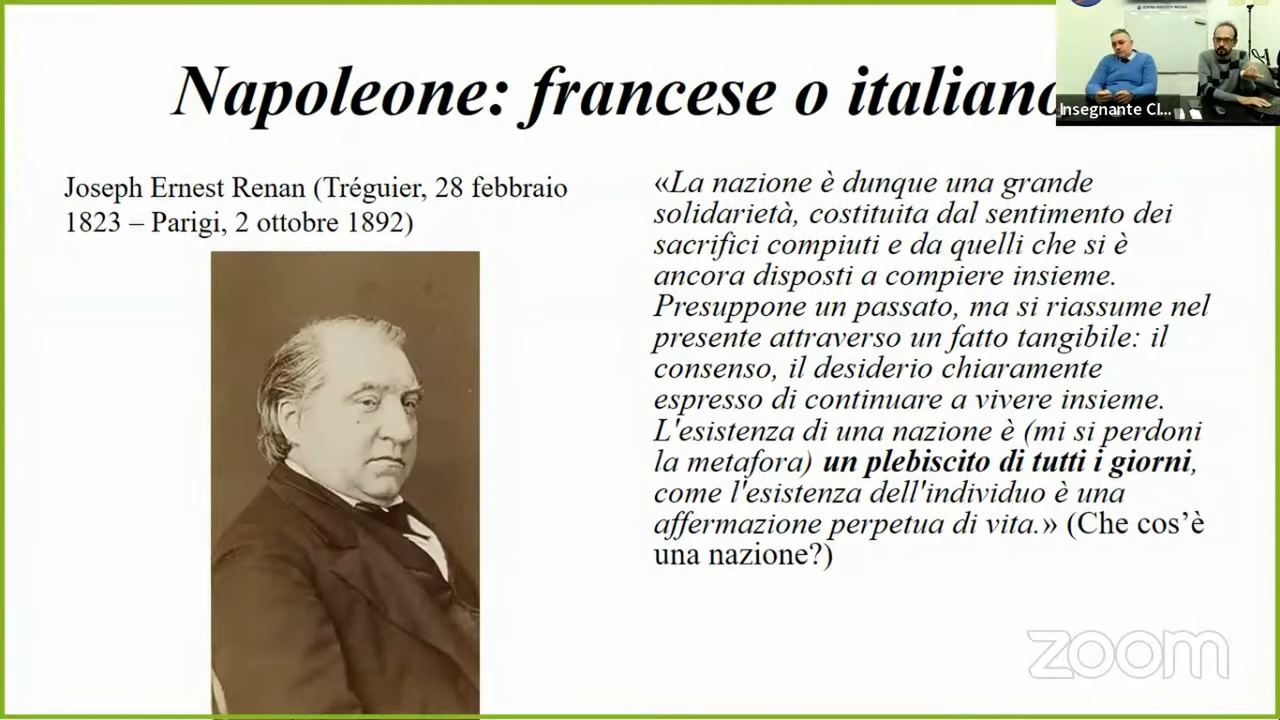 Napoleone: francese o italiano
Insegnante Cl...
Joseph Ernest Renan (Tréguier, 28 febbraio
1823 – Parigi, 2 ottobre 1892)
«La nazione è dunque una grande
solidarietà, costituita dal sentimento dei
sacrifici compiuti e da quelli che si è
ancora disposti a compiere insieme.
Presuppone un passato, ma si riassume nel
presente attraverso un fatto tangibile: il
consenso, il desiderio chiaramente
espresso di continuare a vivere insieme.
L'esistenza di una nazione è (mi si perdoni
la metafora) un plebiscito di tutti i giorni,
come l'esistenza dell'individuo è una
affermazione perpetua di vita.» (Che cos’è
una nazione?)
zoom